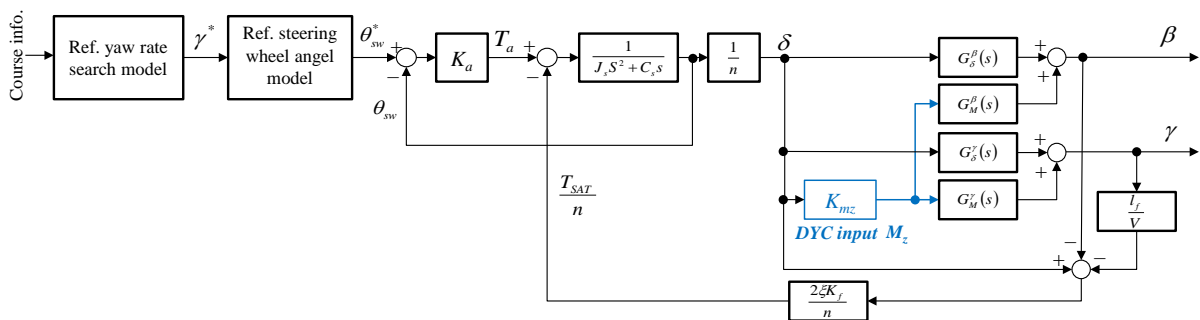 Course info.
Ref. yaw rate
search model
γ*
Ref. steering
wheel angel
model
θ*sw
+
−
θsw
Ka
Ta
+
−
1
JsS² + Css
1
n
δ
Gβδ(s)
+
+
β
GβM(s)
Gγδ(s)
+
+
γ
GγM(s)
Kmz
DYC input Mz
TSAT
n
lf
V
−
+
−
2ξKf
n